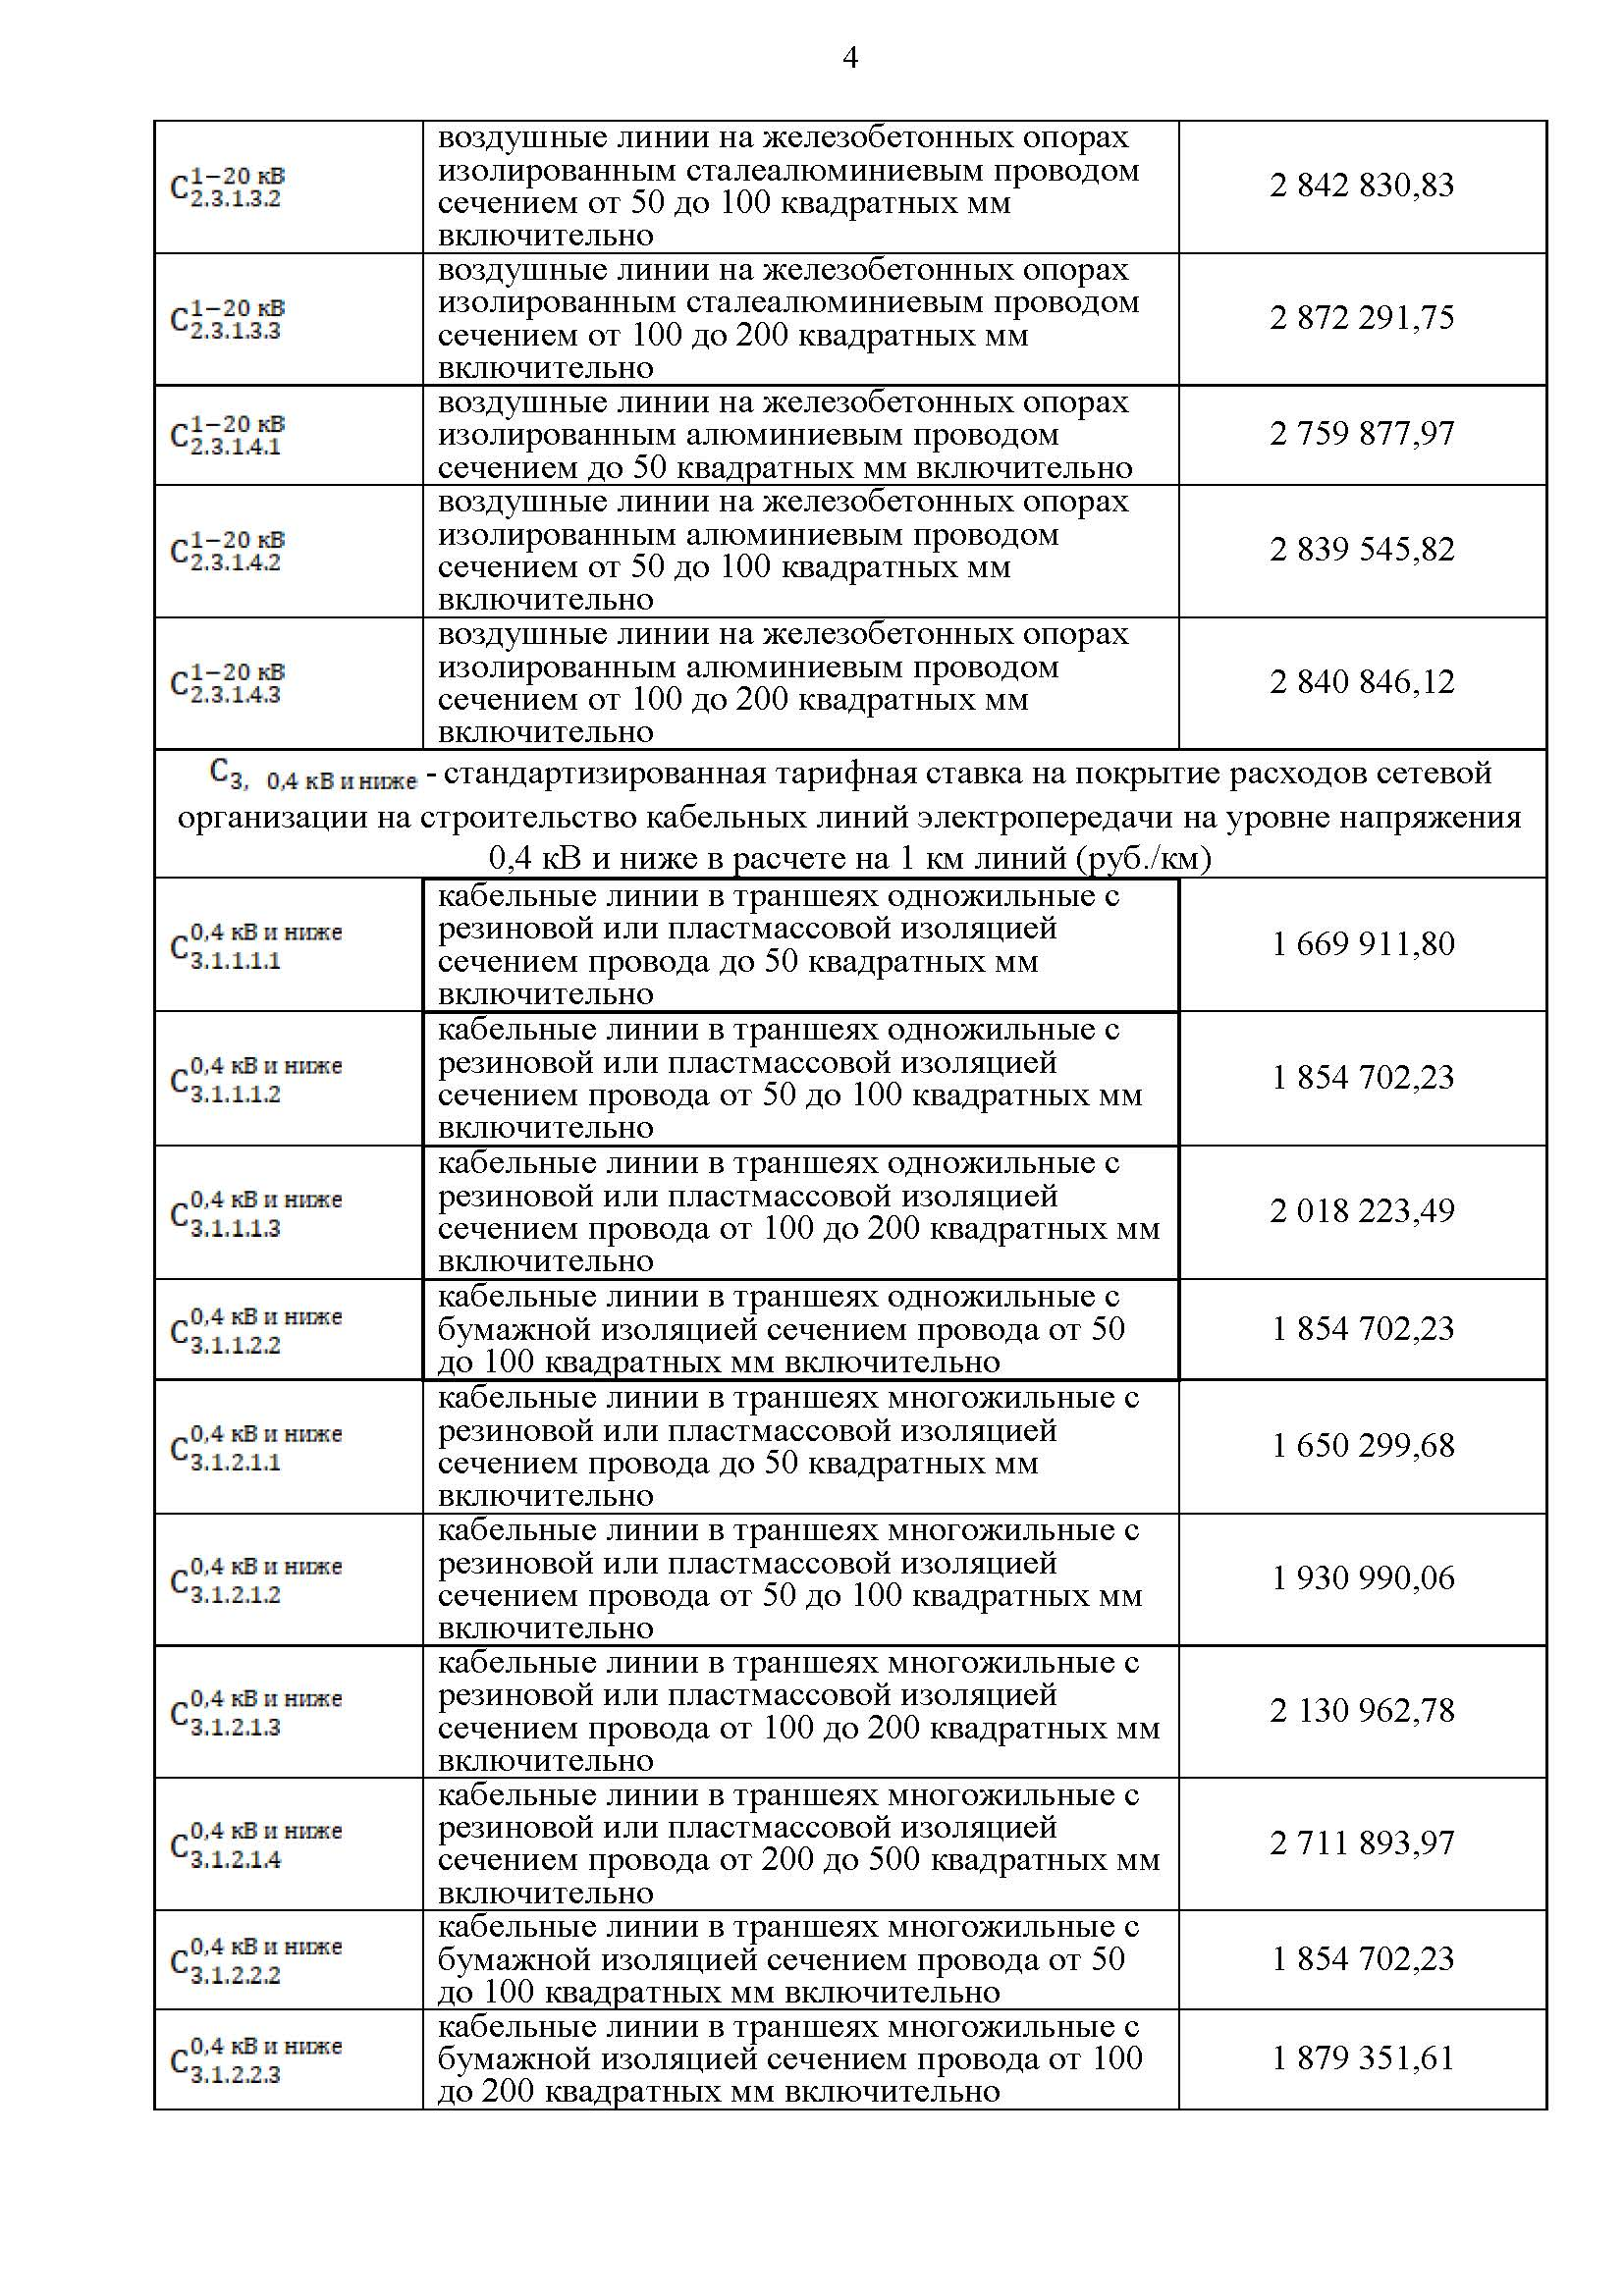 4
C 1−20 кВ 2.3.1.3.2
воздушные линии на железобетонных опорах
изолированным сталеалюминиевым проводом
сечением от 50 до 100 квадратных мм
включительно
2 842 830,83
C 1−20 кВ 2.3.1.3.3
воздушные линии на железобетонных опорах
изолированным сталеалюминиевым проводом
сечением от 100 до 200 квадратных мм
включительно
2 872 291,75
C 1−20 кВ 2.3.1.4.1
воздушные линии на железобетонных опорах
изолированным алюминиевым проводом
сечением до 50 квадратных мм включительно
2 759 877,97
C 1−20 кВ 2.3.1.4.2
воздушные линии на железобетонных опорах
изолированным алюминиевым проводом
сечением от 50 до 100 квадратных мм
включительно
2 839 545,82
C 1−20 кВ 2.3.1.4.3
воздушные линии на железобетонных опорах
изолированным алюминиевым проводом
сечением от 100 до 200 квадратных мм
включительно
2 840 846,12
C 3, 0,4 кВ и ниже - стандартизированная тарифная ставка на покрытие расходов сетевой
организации на строительство кабельных линий электропередачи на уровне напряжения
0,4 кВ и ниже в расчете на 1 км линий (руб./км)
C 0,4 кВ и ниже 3.1.1.1.1
кабельные линии в траншеях одножильные с
резиновой или пластмассовой изоляцией
сечением провода до 50 квадратных мм
включительно
1 669 911,80
C 0,4 кВ и ниже 3.1.1.1.2
кабельные линии в траншеях одножильные с
резиновой или пластмассовой изоляцией
сечением провода от 50 до 100 квадратных мм
включительно
1 854 702,23
C 0,4 кВ и ниже 3.1.1.1.3
кабельные линии в траншеях одножильные с
резиновой или пластмассовой изоляцией
сечением провода от 100 до 200 квадратных мм
включительно
2 018 223,49
C 0,4 кВ и ниже 3.1.1.2.2
кабельные линии в траншеях одножильные с
бумажной изоляцией сечением провода от 50
до 100 квадратных мм включительно
1 854 702,23
C 0,4 кВ и ниже 3.1.2.1.1
кабельные линии в траншеях многожильные с
резиновой или пластмассовой изоляцией
сечением провода до 50 квадратных мм
включительно
1 650 299,68
C 0,4 кВ и ниже 3.1.2.1.2
кабельные линии в траншеях многожильные с
резиновой или пластмассовой изоляцией
сечением провода от 50 до 100 квадратных мм
включительно
1 930 990,06
C 0,4 кВ и ниже 3.1.2.1.3
кабельные линии в траншеях многожильные с
резиновой или пластмассовой изоляцией
сечением провода от 100 до 200 квадратных мм
включительно
2 130 962,78
C 0,4 кВ и ниже 3.1.2.1.4
кабельные линии в траншеях многожильные с
резиновой или пластмассовой изоляцией
сечением провода от 200 до 500 квадратных мм
включительно
2 711 893,97
C 0,4 кВ и ниже 3.1.2.2.2
кабельные линии в траншеях многожильные с
бумажной изоляцией сечением провода от 50
до 100 квадратных мм включительно
1 854 702,23
C 0,4 кВ и ниже 3.1.2.2.3
кабельные линии в траншеях многожильные с
бумажной изоляцией сечением провода от 100
до 200 квадратных мм включительно
1 879 351,61